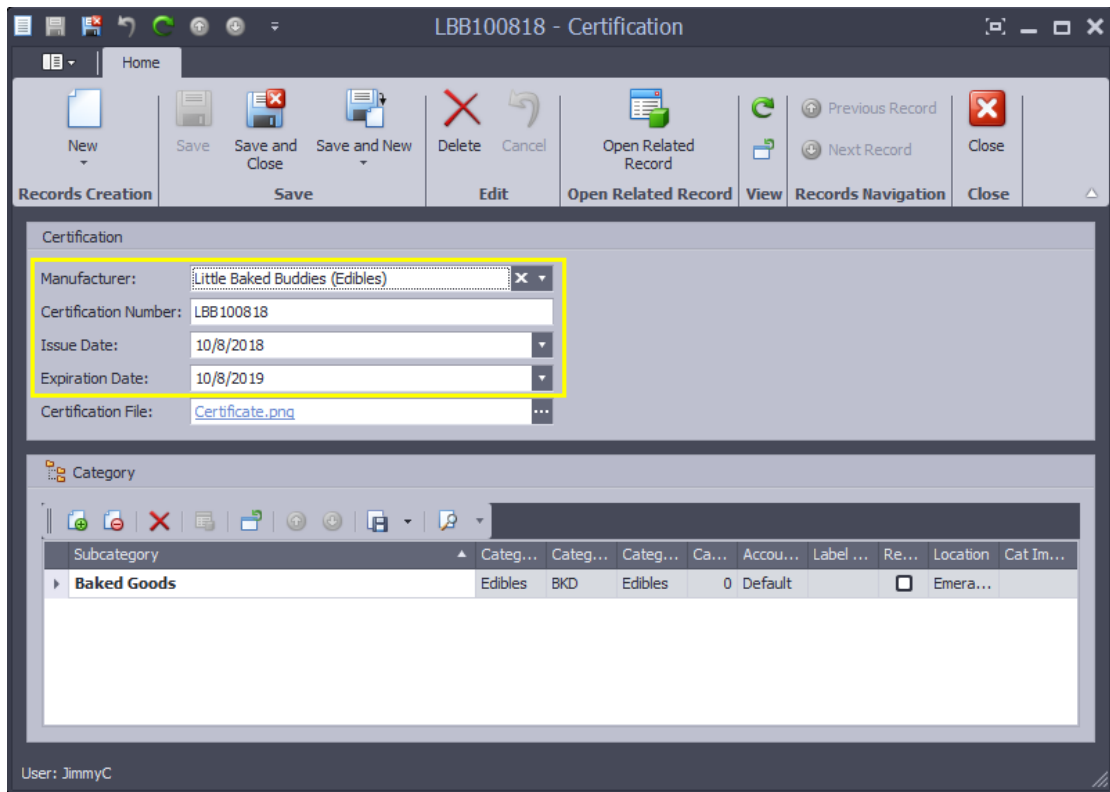 LBB100818 - Certification
Home
New
Save
Save and Close
Save and New
Delete
Cancel
Open Related Record
Previous Record
Next Record
Close
Records Creation
Save
Edit
Open Related Record
View
Records Navigation
Close
Certification
Manufacturer: Little Baked Buddies (Edibles)
Certification Number: LBB100818
Issue Date: 10/8/2018
Expiration Date: 10/8/2019
Certification File: Certificate.png
Category
Subcategory Categ... Categ... Categ... Ca... Accou... Label ... Re... Location Cat Im...
Baked Goods Edibles BKD Edibles 0 Default Emera...
User: JimmyC